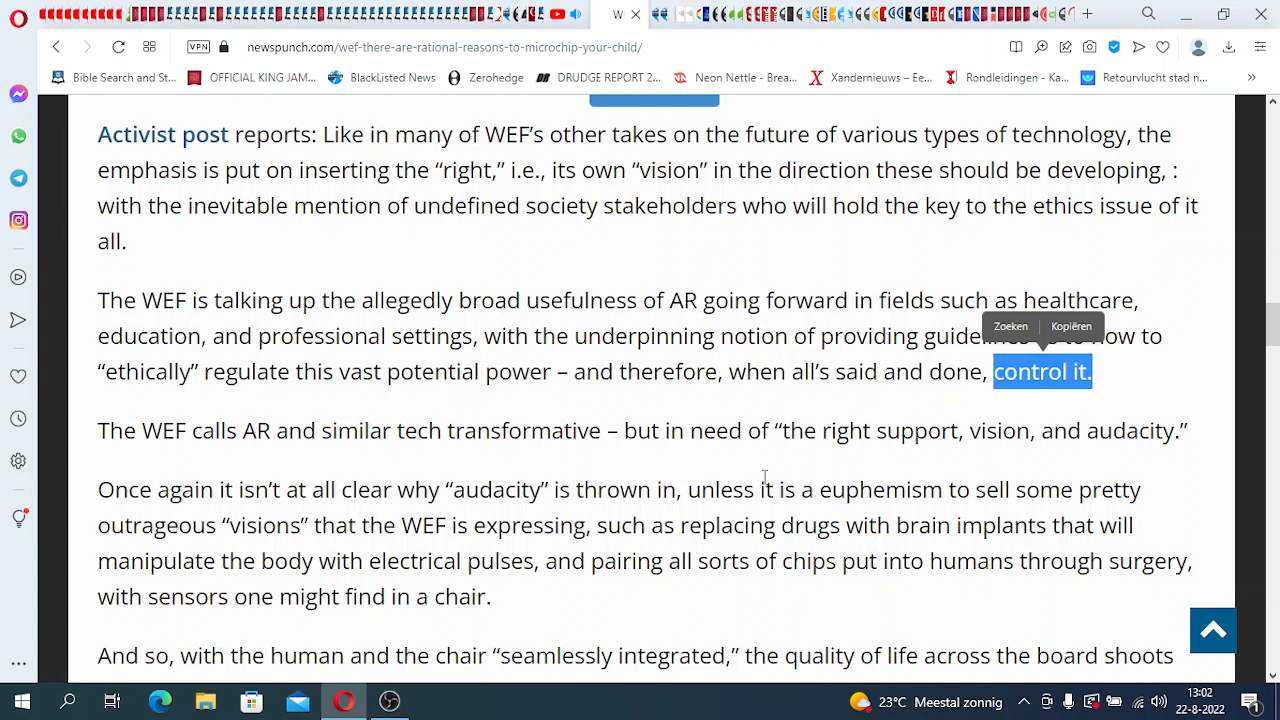 W
VPN
newspunch.com/wef-there-are-rational-reasons-to-microchip-your-child/
Bible Search and St...
OFFICIAL KING JAM...
BlackListed News
Zerohedge
DRUDGE REPORT 2...
Neon Nettle - Brea...
Xandernieuws – Ee...
Rondleidingen - Ka...
Retourvlucht stad n...
Activist post reports: Like in many of WEF’s other takes on the future of various types of technology, the
emphasis is put on inserting the “right,” i.e., its own “vision” in the direction these should be developing, :
with the inevitable mention of undefined society stakeholders who will hold the key to the ethics issue of it
all.
The WEF is talking up the allegedly broad usefulness of AR going forward in fields such as healthcare,
Zoeken
Kopiëren
education, and professional settings, with the underpinning notion of providing guidelines as to how to
“ethically” regulate this vast potential power – and therefore, when all’s said and done, control it.
The WEF calls AR and similar tech transformative – but in need of “the right support, vision, and audacity.”
Once again it isn’t at all clear why “audacity” is thrown in, unless it is a euphemism to sell some pretty
outrageous “visions” that the WEF is expressing, such as replacing drugs with brain implants that will
manipulate the body with electrical pulses, and pairing all sorts of chips put into humans through surgery,
with sensors one might find in a chair.
And so, with the human and the chair “seamlessly integrated,” the quality of life across the board shoots
23°C Meestal zonnig
13:02
22-8-2022
1